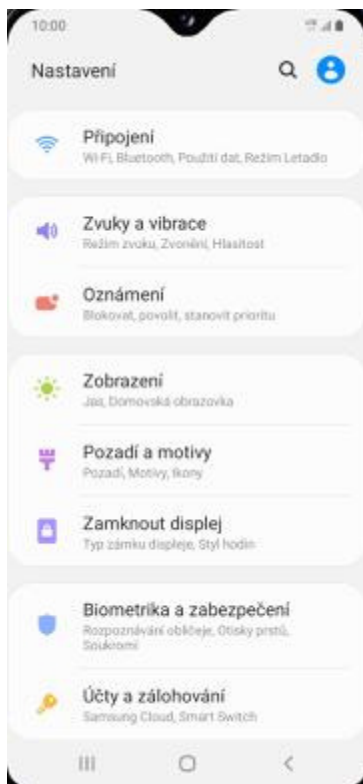 10:00
Nastavení
Připojení
Wi-Fi, Bluetooth, Použití dat, Režim Letadlo
Zvuky a vibrace
Režim zvuku, Zvonění, Hlasitost
Oznámení
Blokovat, povolit, stanovit prioritu
Zobrazení
Jas, Domovská obrazovka
Pozadí a motivy
Pozadí, Motivy, Ikony
Zamknout displej
Typ zámku displeje, Styl hodin
Biometrika a zabezpečení
Rozpoznávání obličeje, Otisky prstů,
Soukromí
Účty a zálohování
Samsung Cloud, Smart Switch